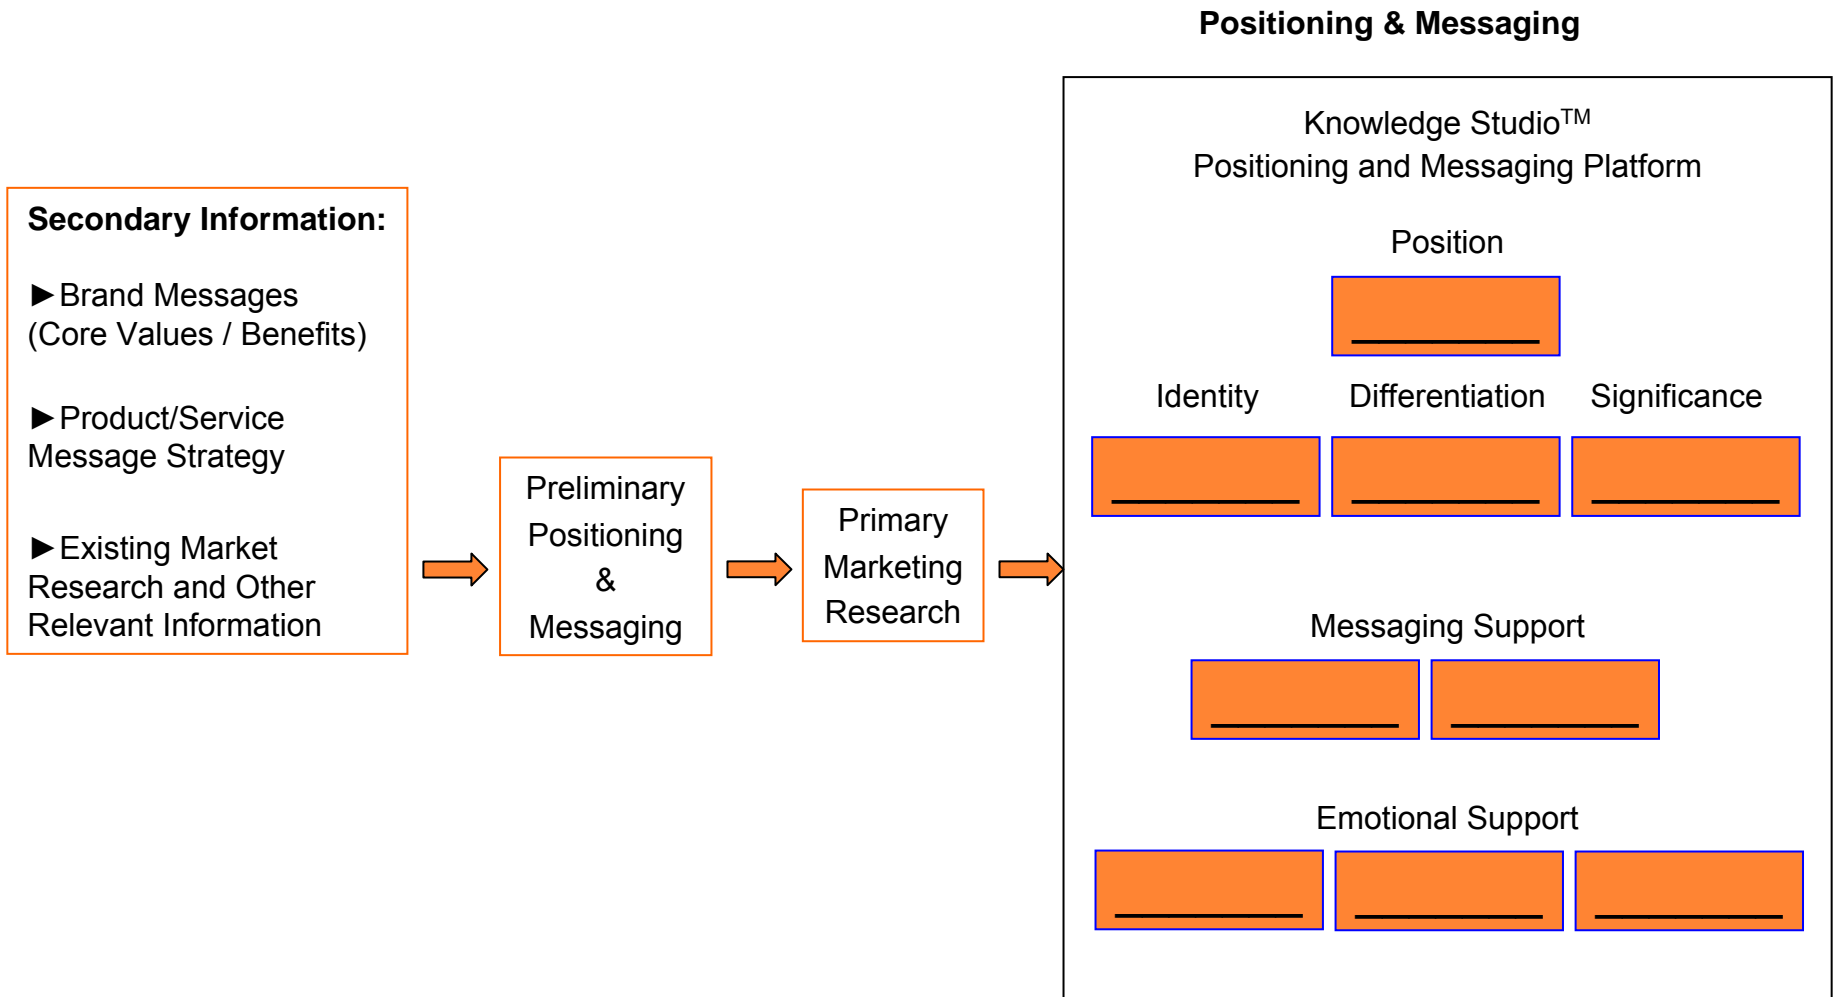 Positioning & Messaging
Secondary Information:
►Brand Messages
(Core Values / Benefits)
►Product/Service
Message Strategy
►Existing Market
Research and Other
Relevant Information
Preliminary
Positioning
&
Messaging
Primary
Marketing
Research
Knowledge Studio™
Positioning and Messaging Platform
Position
Identity
Differentiation
Significance
Messaging Support
Emotional Support